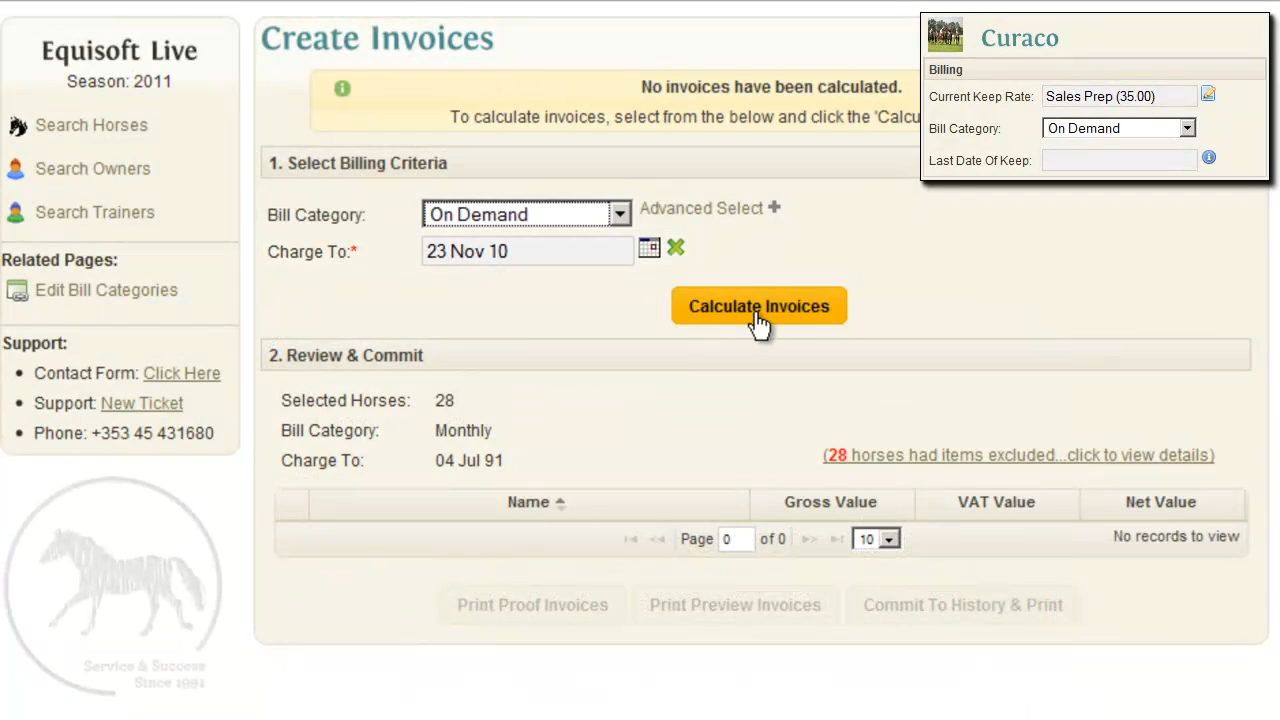 Equisoft Live
Season: 2011
Search Horses
Search Owners
Search Trainers
Related Pages:
Edit Bill Categories
Support:
• Contact Form: Click Here
• Support: New Ticket
• Phone: +353 45 431680
Service & Success
Since 1991
Create Invoices
No invoices have been calculated.
To calculate invoices, select from the below and click the 'Calcu
Curaco
Billing
Current Keep Rate: Sales Prep (35.00)
Bill Category: On Demand
Last Date Of Keep:
1. Select Billing Criteria
Bill Category: On Demand Advanced Select
Charge To:* 23 Nov 10
Calculate Invoices
2. Review & Commit
Selected Horses: 28
Bill Category: Monthly
Charge To: 04 Jul 91
(28 horses had items excluded...click to view details)
Name Gross Value VAT Value Net Value
Page 0 of 0 10 No records to view
Print Proof Invoices Print Preview Invoices Commit To History & Print